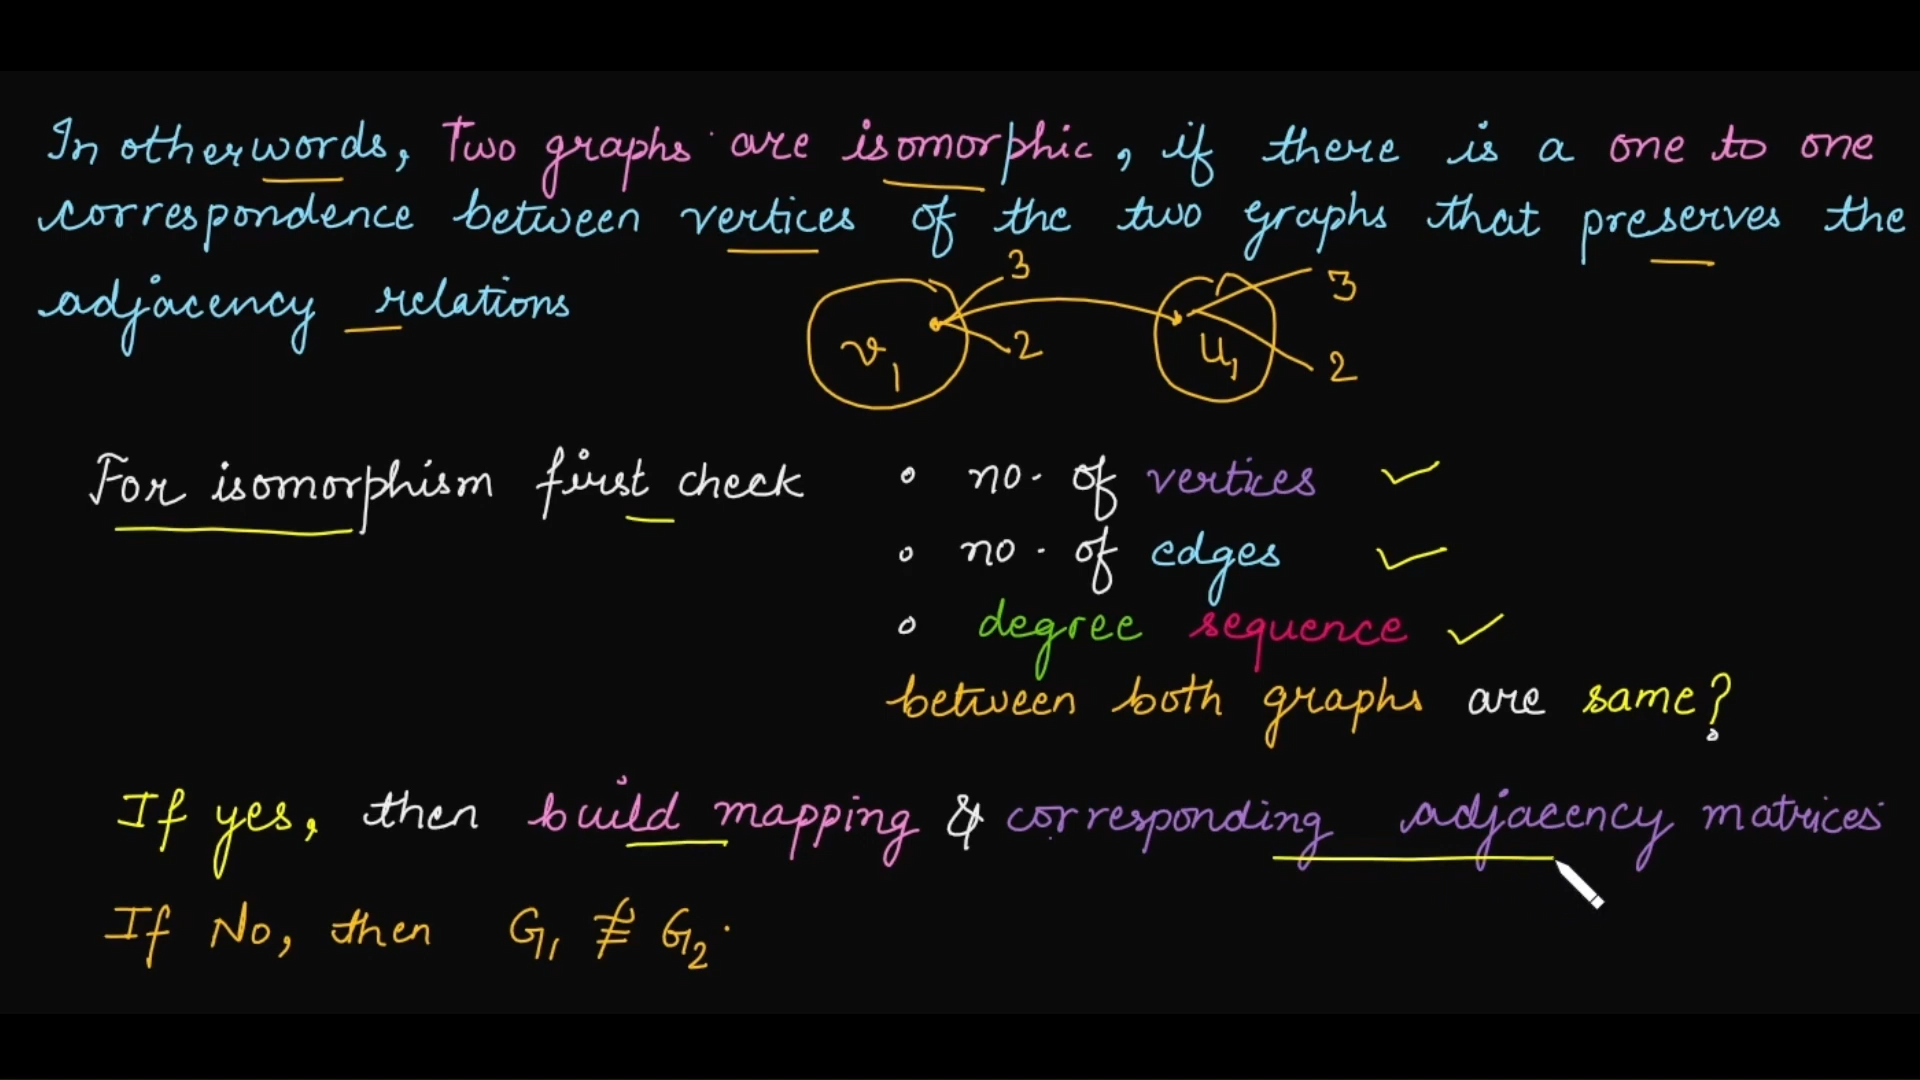 In otherwords, Two graphs are isomorphic, if there is a one to one
correspondence between vertices of the two graphs that preserves the
adjacency relations
v1 3 2 u1 3 2
For isomorphism first check
• no. of vertices ✓
• no. of edges ✓
• degree sequence ✓
between both graphs are same?
If yes, then build mapping & corresponding adjacency matrices
If No, then G1 ≇ G2.